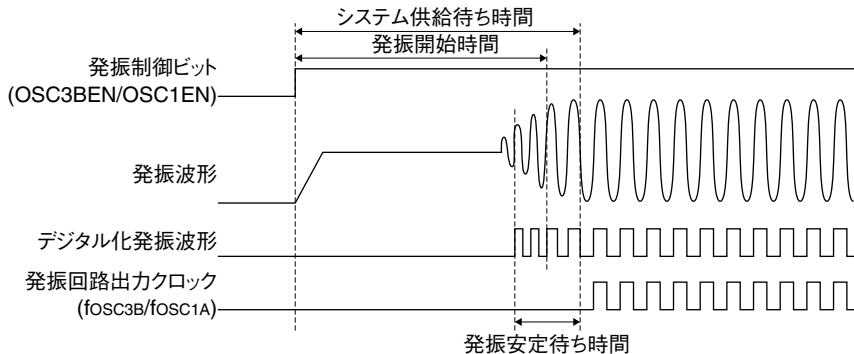 システム供給待ち時間
発振開始時間
発振制御ビット
(OSC3BEN/OSC1EN)
発振波形
デジタル化発振波形
発振回路出力クロック
(fOSC3B/fOSC1A)
発振安定待ち時間